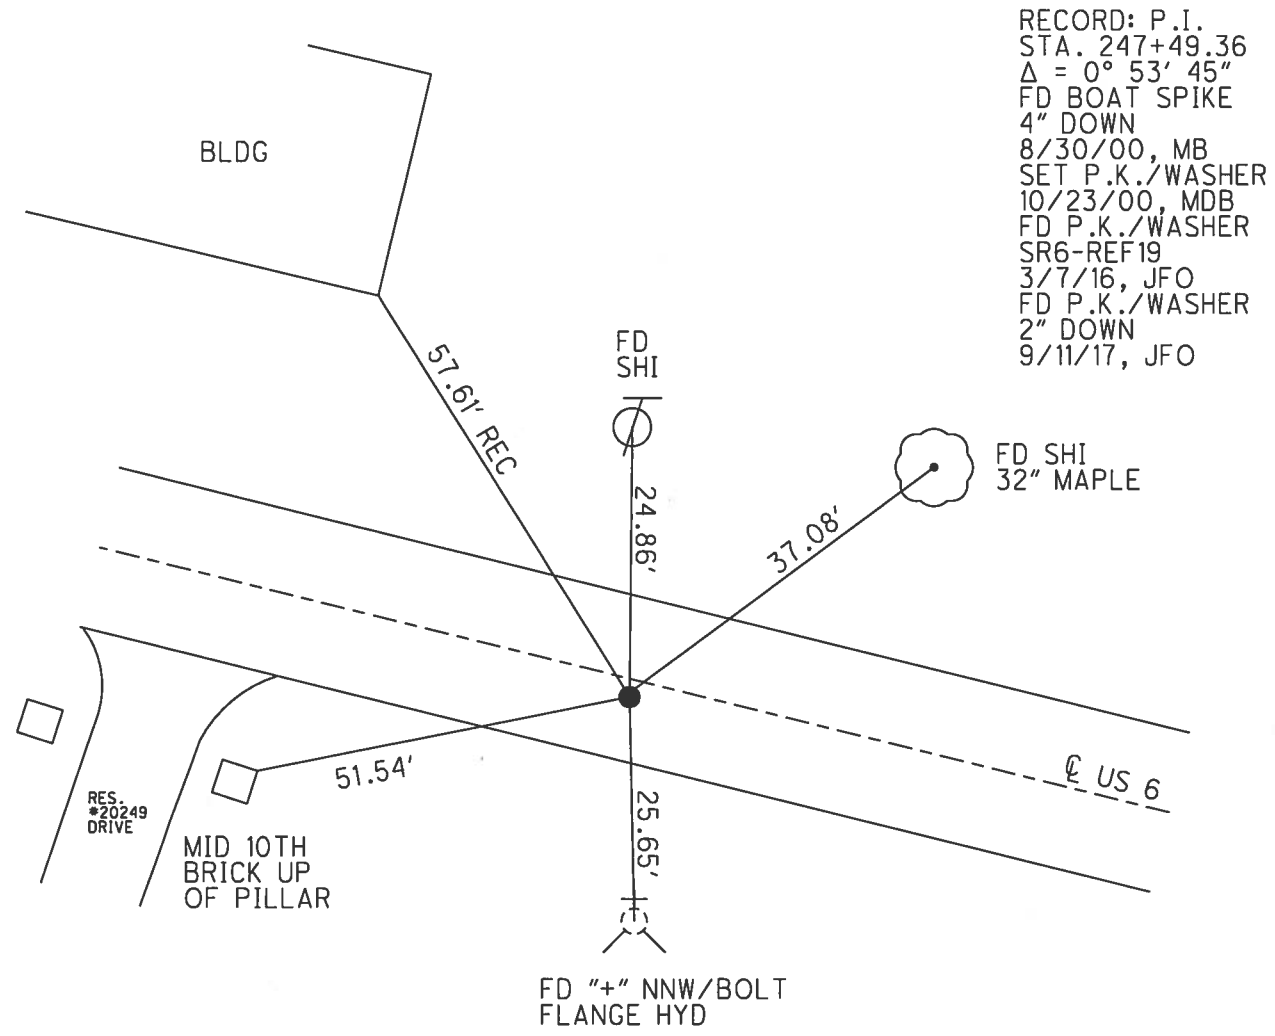 RECORD: P.I.
STA. 247+49.36
Δ = 0° 53' 45"
FD BOAT SPIKE
4" DOWN
8/30/00, MB
SET P.K./WASHER
10/23/00, MDB
FD P.K./WASHER
SR6-REF19
3/7/16, JFO
FD P.K./WASHER
2" DOWN
9/11/17, JFO
BLDG
57.61' REC
FD
SHI
24.86'
37.08'
FD SHI
32" MAPLE
℄ US 6
51.54'
25.65'
RES.
#20249
DRIVE
MID 10TH
BRICK UP
OF PILLAR
FD "+" NNW/BOLT
FLANGE HYD